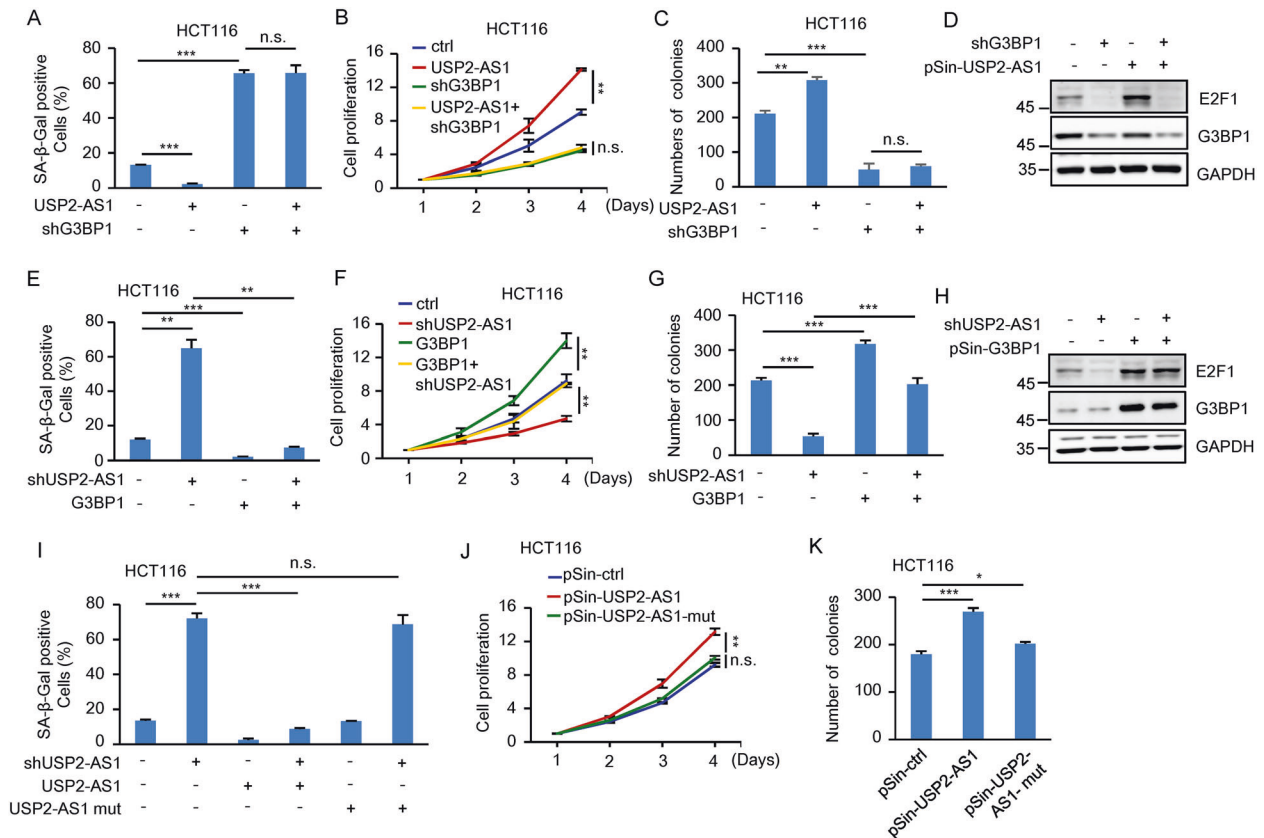 A
HCT116
SA-β-Gal positive
Cells (%)
80
60
40
20
0
***
***
n.s.
USP2-AS1 - + - +
shG3BP1 - - + +
B
HCT116
ctrl
USP2-AS1
shG3BP1
USP2-AS1+
shG3BP1
Cell proliferation
16
12
8
4
0
**
n.s.
1 2 3 4 (Days)
C
HCT116
Numbers of colonies
400
300
200
100
0
***
**
n.s.
USP2-AS1 - + - +
shG3BP1 - - + +
D
shG3BP1 - + - +
pSin-USP2-AS1 - - + +
45
E2F1
45
G3BP1
35
GAPDH
E
HCT116
SA-β-Gal positive
Cells (%)
80
60
40
20
0
**
***
**
shUSP2-AS1 - + - +
G3BP1 - - + +
F
HCT116
ctrl
shUSP2-AS1
G3BP1
G3BP1+
shUSP2-AS1
Cell proliferation
16
12
8
4
0
**
**
1 2 3 4 (Days)
G
HCT116
Number of colonies
400
300
200
100
0
***
***
***
shUSP2-AS1 - + - +
G3BP1 - - + +
H
shUSP2-AS1 - + - +
pSin-G3BP1 - - + +
45
E2F1
45
G3BP1
35
GAPDH
I
HCT116
SA-β-Gal positive
Cells (%)
80
60
40
20
0
n.s.
***
***
shUSP2-AS1 - + - + - +
USP2-AS1 - - + + - -
USP2-AS1 mut - - - - + +
J
HCT116
pSin-ctrl
pSin-USP2-AS1
pSin-USP2-AS1-mut
Cell proliferation
16
12
8
4
0
**
n.s.
1 2 3 4 (Days)
K
HCT116
Number of colonies
300
200
100
0
*
***
pSin-ctrl
pSin-USP2-AS1
pSin-USP2-
AS1- mut